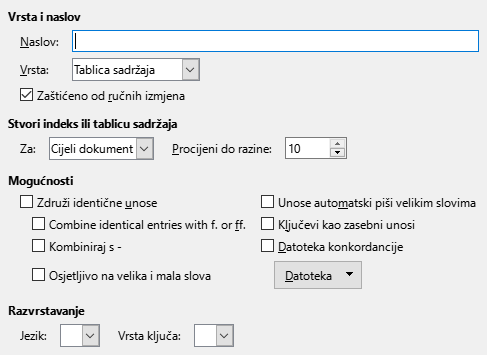 Vrsta i naslov
Naslov:
Vrsta: Tablica sadržaja
Zaštićeno od ručnih izmjena
Stvori indeks ili tablicu sadržaja
Za: Cijeli dokument Procijeni do razine: 10
Mogućnosti
Združi identične unose Unose automatski piši velikim slovima
Combine identical entries with f. or ff. Ključevi kao zasebni unosi
Kombiniraj s - Datoteka konkordancije
Osjetljivo na velika i mala slova Datoteka
Razvrstavanje
Jezik: Vrsta ključa: